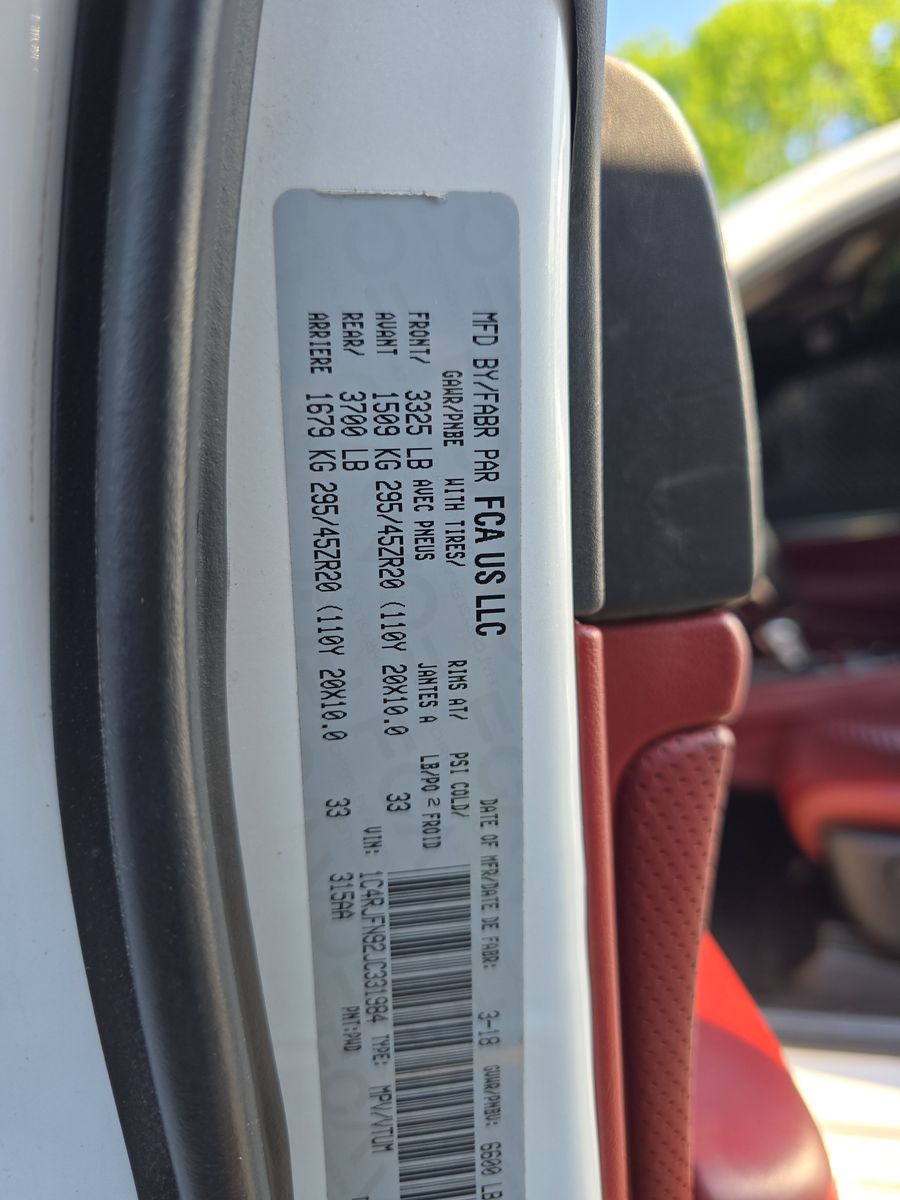 MFD BY/FABR PAR FCA US LLC
DATE OF MFR/DATE DE FABR: 3-18 GVWR/PNBV: 6600 LB
GAWR/PNBE WITH TIRES/ RIMS AT/ PSI COLD/
FRONT/ 3325 LB AVEC PNEUS JANTES A LB/PO 2 FROID
AVANT 1509 KG 295/45ZR20 (110Y 20X10.0 33
REAR/ 3700 LB
ARRIERE 1679 KG 295/45ZR20 (110Y 20X10.0 33
VIN: 1C4RJFN92JC331984 TYPE: MPV/VTUM
315AA PNT:PWD